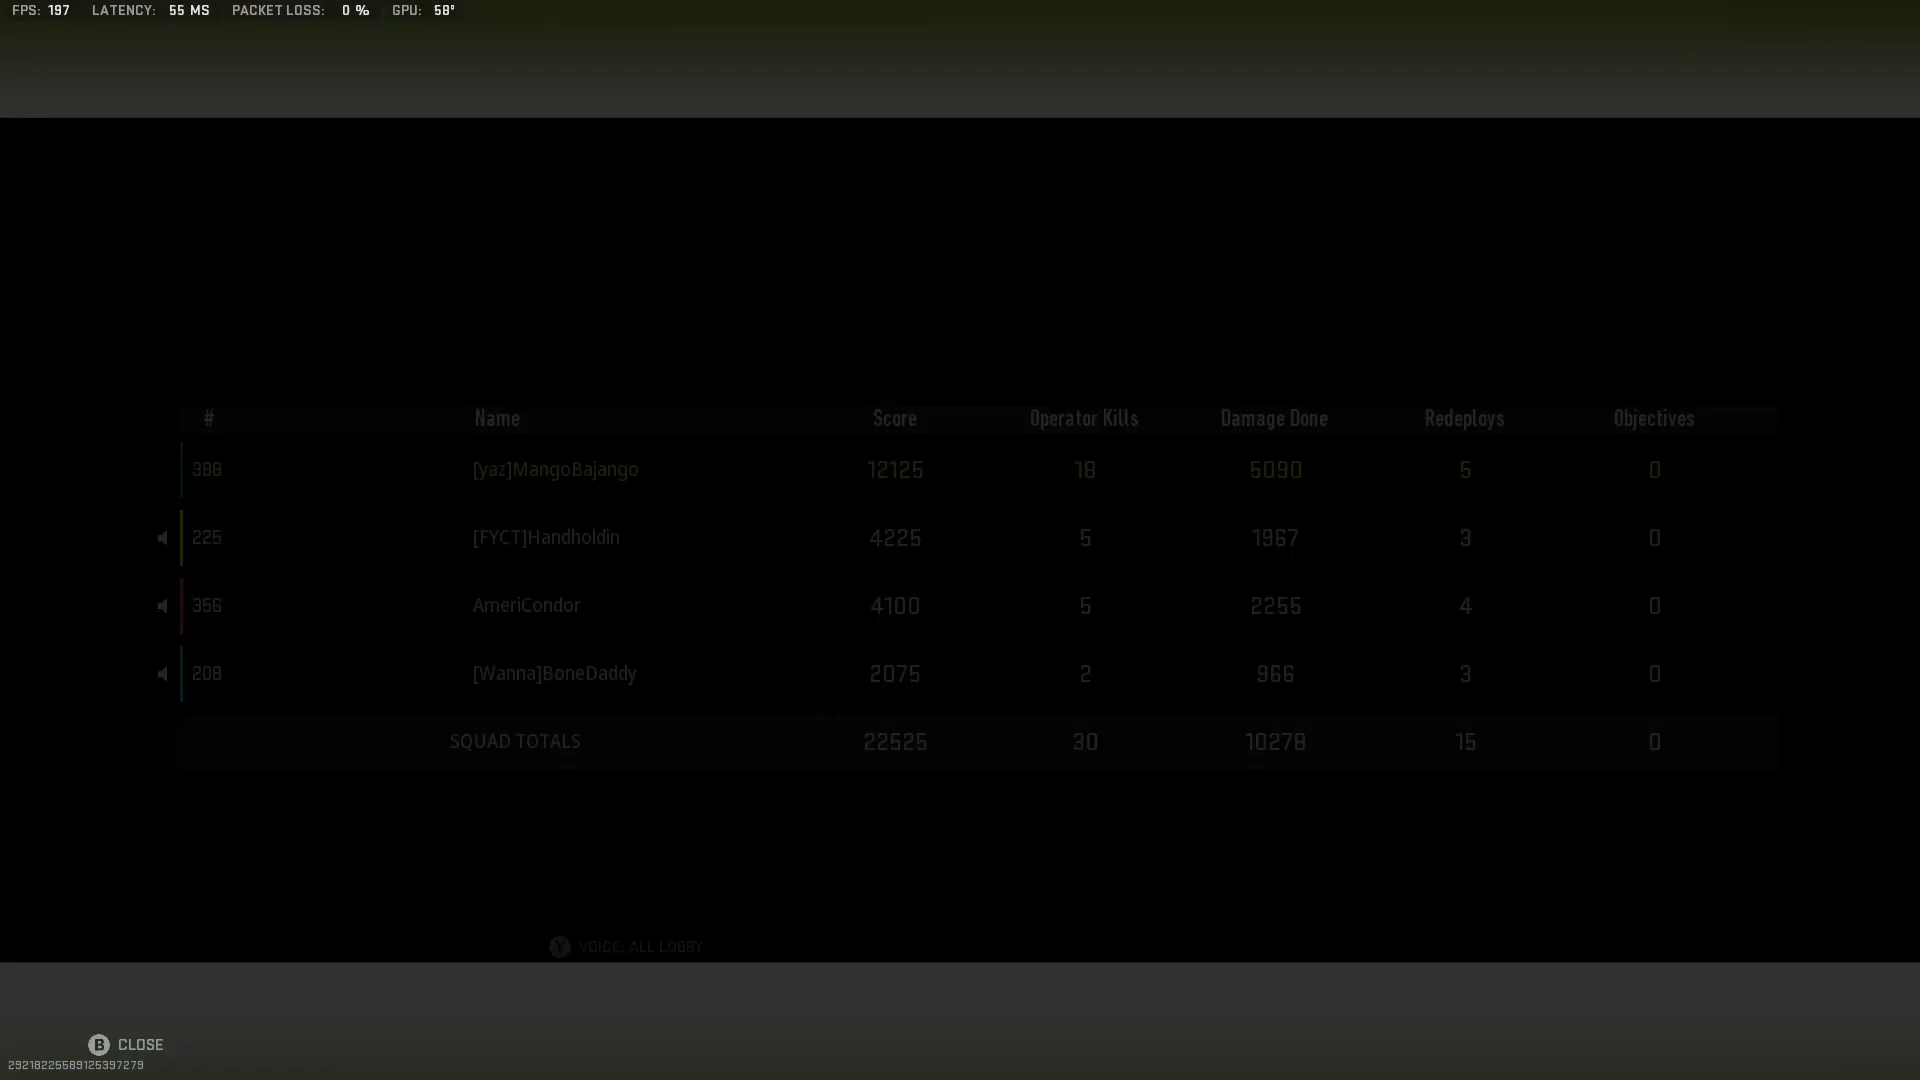 FPS: 197 LATENCY: 55 MS PACKET LOSS: 0 % GPU: 58°
# Name Score Operator Kills Damage Done Redeploys Objectives
388 [yaz]MangoBajango 12125 18 5090 5 0
225 [FYCT]Handholdin 4225 5 1967 3 0
356 AmeriCondor 4100 5 2255 4 0
208 [Wanna]BoneDaddy 2075 2 966 3 0
SQUAD TOTALS 22525 30 10278 15 0
Y VOICE: ALL LOBBY
B CLOSE
29218225589125397279